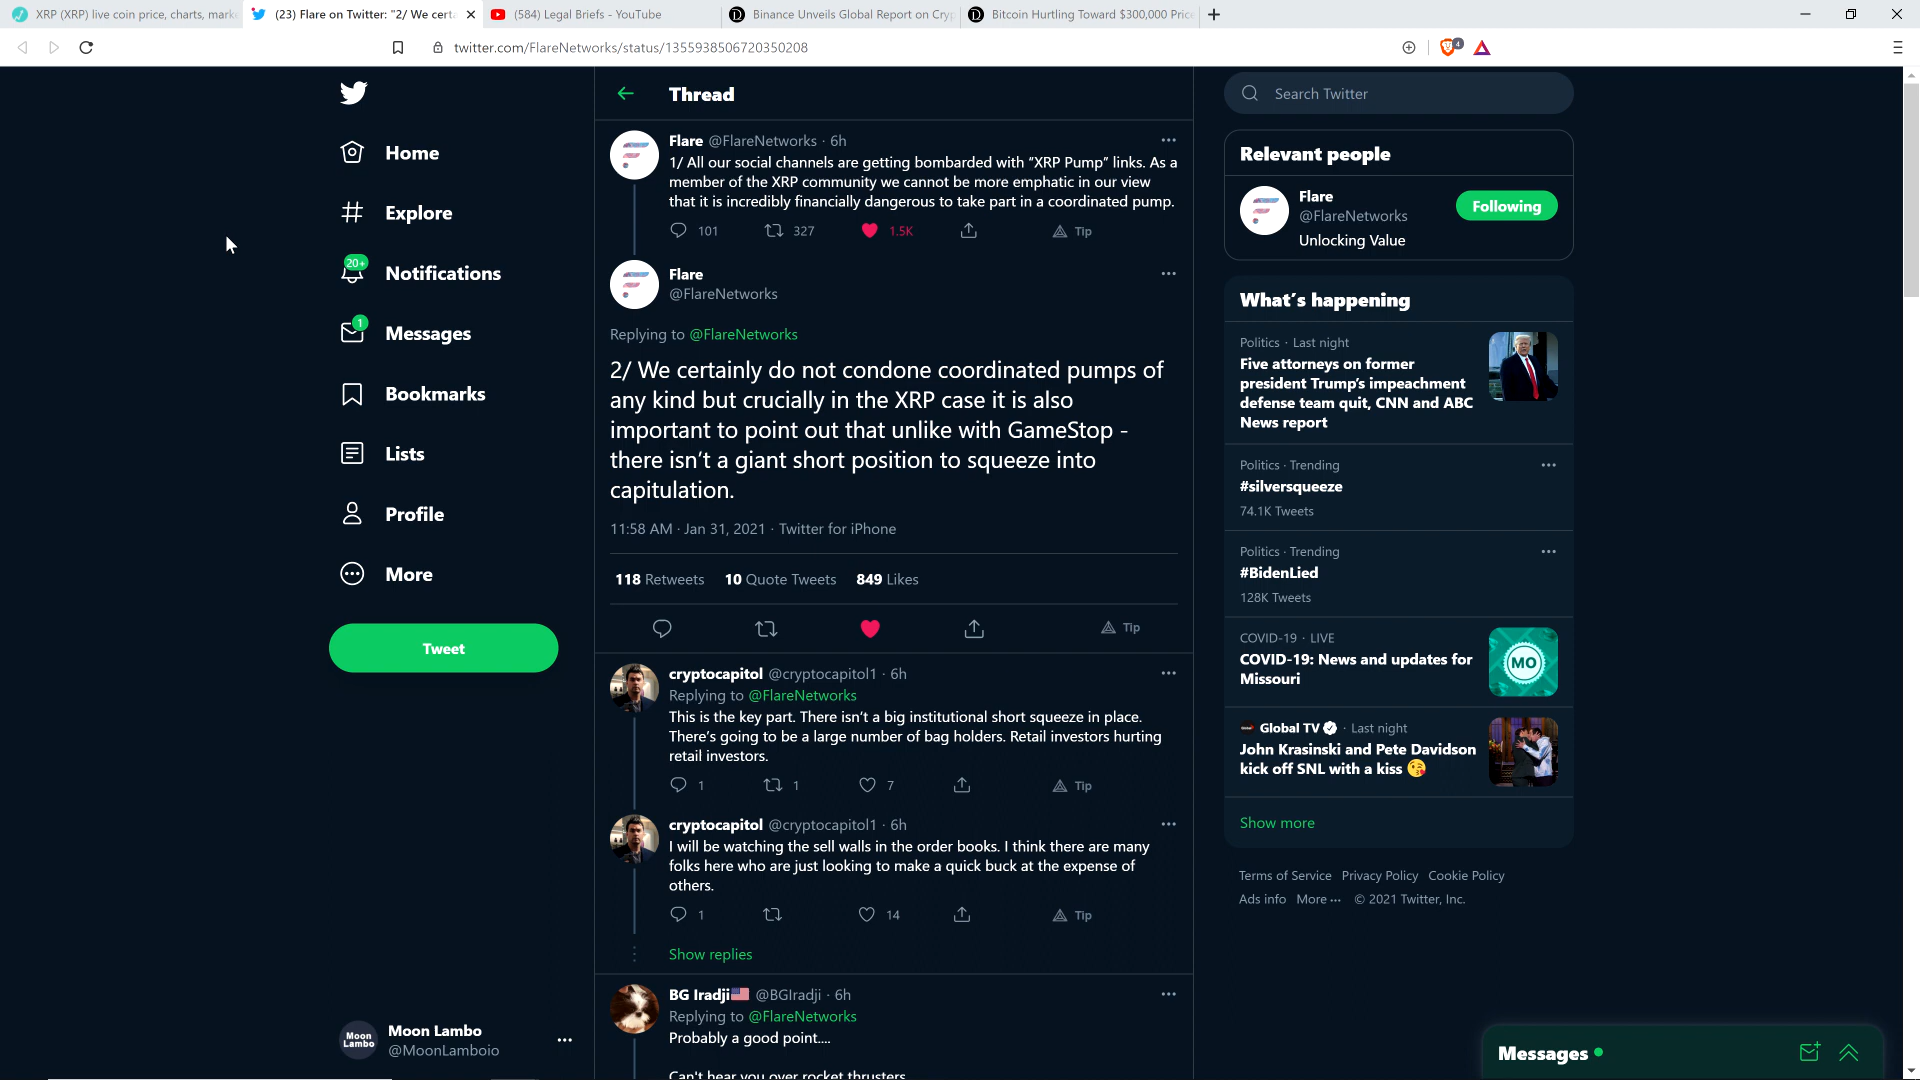 XRP (XRP) live coin price, charts, marke
(23) Flare on Twitter: "2/ We certa
(584) Legal Briefs - YouTube
Binance Unveils Global Report on Cryp
Bitcoin Hurtling Toward $300,000 Price
twitter.com/FlareNetworks/status/1355938506720350208
4
Home
Explore
20+
Notifications
1
Messages
Bookmarks
Lists
Profile
More
Tweet
Moon Lambo
Moon Lambo
@MoonLamboio
Thread
Flare @FlareNetworks · 6h
1/ All our social channels are getting bombarded with “XRP Pump” links. As a
member of the XRP community we cannot be more emphatic in our view
that it is incredibly financially dangerous to take part in a coordinated pump.
101 327 1.5K Tip
Flare
@FlareNetworks
Replying to @FlareNetworks
2/ We certainly do not condone coordinated pumps of
any kind but crucially in the XRP case it is also
important to point out that unlike with GameStop -
there isn’t a giant short position to squeeze into
capitulation.
11:58 AM · Jan 31, 2021 · Twitter for iPhone
118 Retweets 10 Quote Tweets 849 Likes
Tip
cryptocapitol @cryptocapitol1 · 6h
Replying to @FlareNetworks
This is the key part. There isn’t a big institutional short squeeze in place.
There’s going to be a large number of bag holders. Retail investors hurting
retail investors.
1 1 7 Tip
cryptocapitol @cryptocapitol1 · 6h
I will be watching the sell walls in the order books. I think there are many
folks here who are just looking to make a quick buck at the expense of
others.
1 14 Tip
Show replies
BG Iradji @BGIradji · 6h
Replying to @FlareNetworks
Probably a good point....
Can't hear you over rocket thrusters
Search Twitter
Relevant people
Flare
@FlareNetworks
Following
Unlocking Value
What’s happening
Politics · Last night
Five attorneys on former
president Trump’s impeachment
defense team quit, CNN and ABC
News report
Politics · Trending
#silversqueeze
74.1K Tweets
Politics · Trending
#BidenLied
128K Tweets
COVID-19 · LIVE
COVID-19: News and updates for
Missouri
MO
Global TV · Last night
John Krasinski and Pete Davidson
kick off SNL with a kiss
Show more
Terms of Service Privacy Policy Cookie Policy
Ads info More ··· © 2021 Twitter, Inc.
Messages